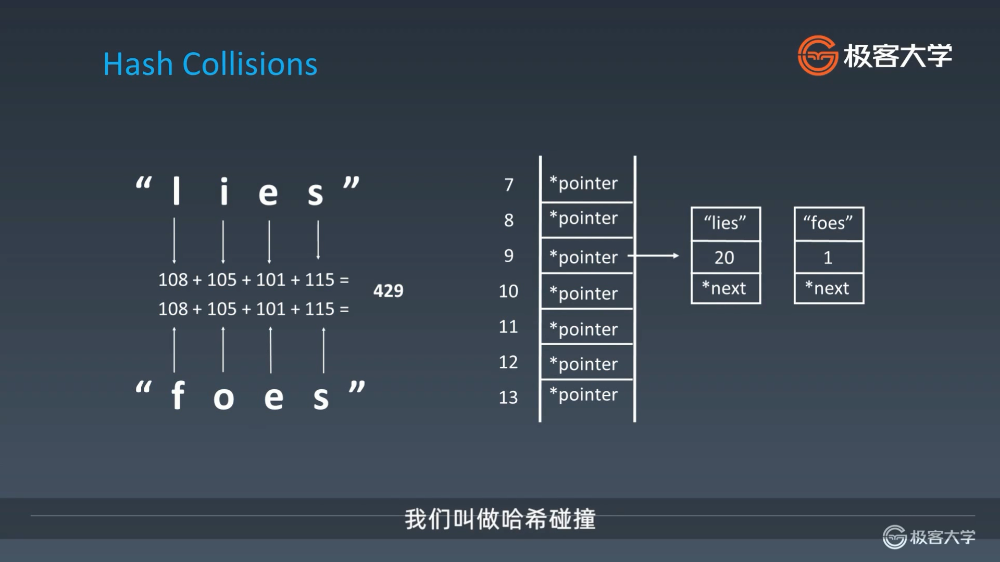 Hash Collisions
极客大学
“ l i e s ”
108 + 105 + 101 + 115 =
429
108 + 105 + 101 + 115 =
“ f o e s ”
7 *pointer
8 *pointer
9 *pointer
10 *pointer
11 *pointer
12 *pointer
13 *pointer
“lies”
20
*next
“foes”
1
*next
我们叫做哈希碰撞
极客大学